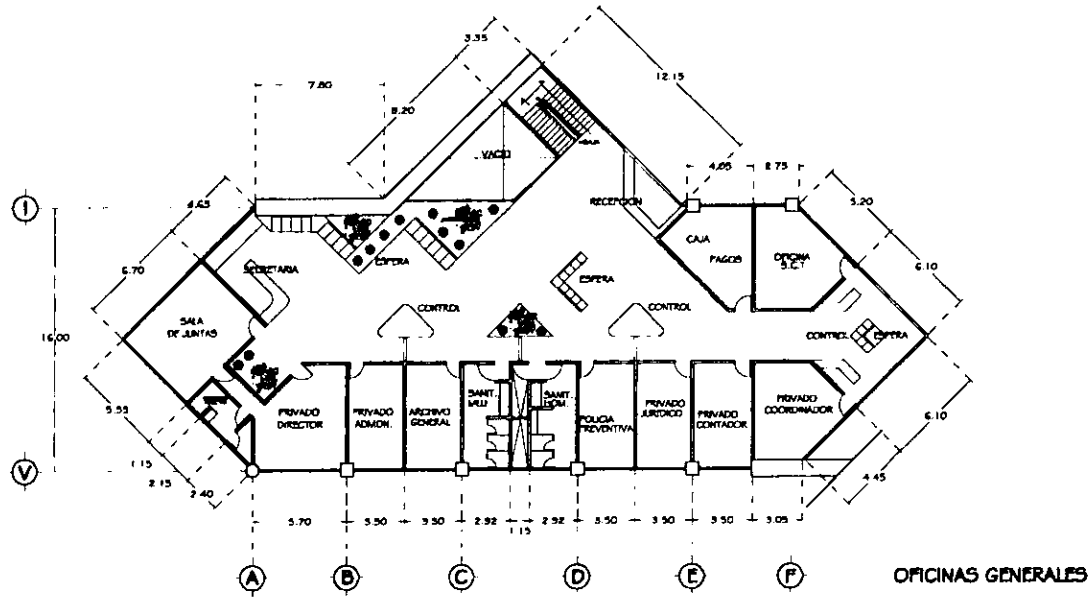 3.35
7.80
12.15
8.20
VACIO
BAJA
4.05
2.75
I
RECEPCION
5.20
6.70
CAJA
PAGOS
OFICINA
S.C.T
SECRETARIA
ESPERA
ESPERA
6.10
16.00
SALA
DE JUNTAS
CONTROL
CONTROL
CONTROL
ESPERA
PRIVADO
DIRECTOR
PRIVADO
ADMON.
ARCHIVO
GENERAL
SANIT.
SANIT.
HOM.
POLICIA
PREVENTIVA
PRIVADO
JURIDICO
PRIVADO
CONTADOR
PRIVADO
COORDINADOR
5.55
6.10
1.15
2.15
2.40
4.45
V
5.70
3.50
3.50
2.92
1.15
2.92
3.50
3.50
3.50
3.05
A
B
C
D
E
F
OFICINAS GENERALES